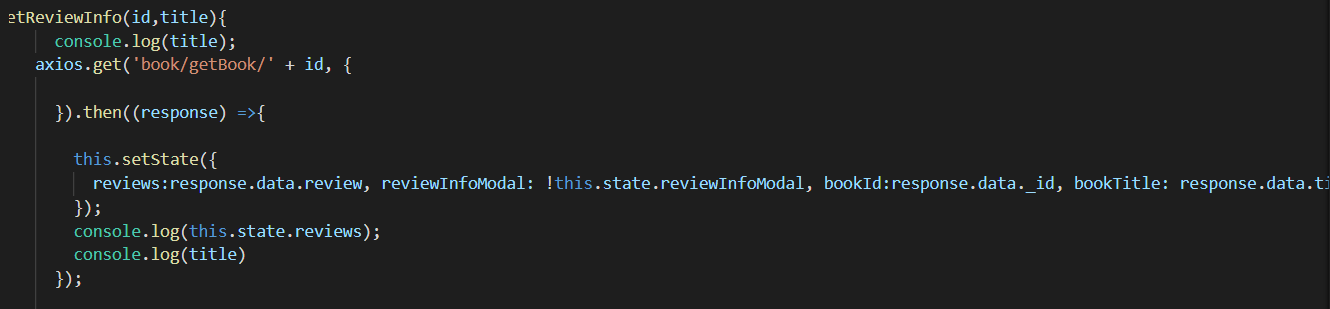 etReviewInfo(id,title){
console.log(title);
axios.get('book/getBook/' + id, {
}).then((response) =>{
this.setState({
reviews:response.data.review, reviewInfoModal: !this.state.reviewInfoModal, bookId:response.data._id, bookTitle: response.data.ti
});
console.log(this.state.reviews);
console.log(title)
});